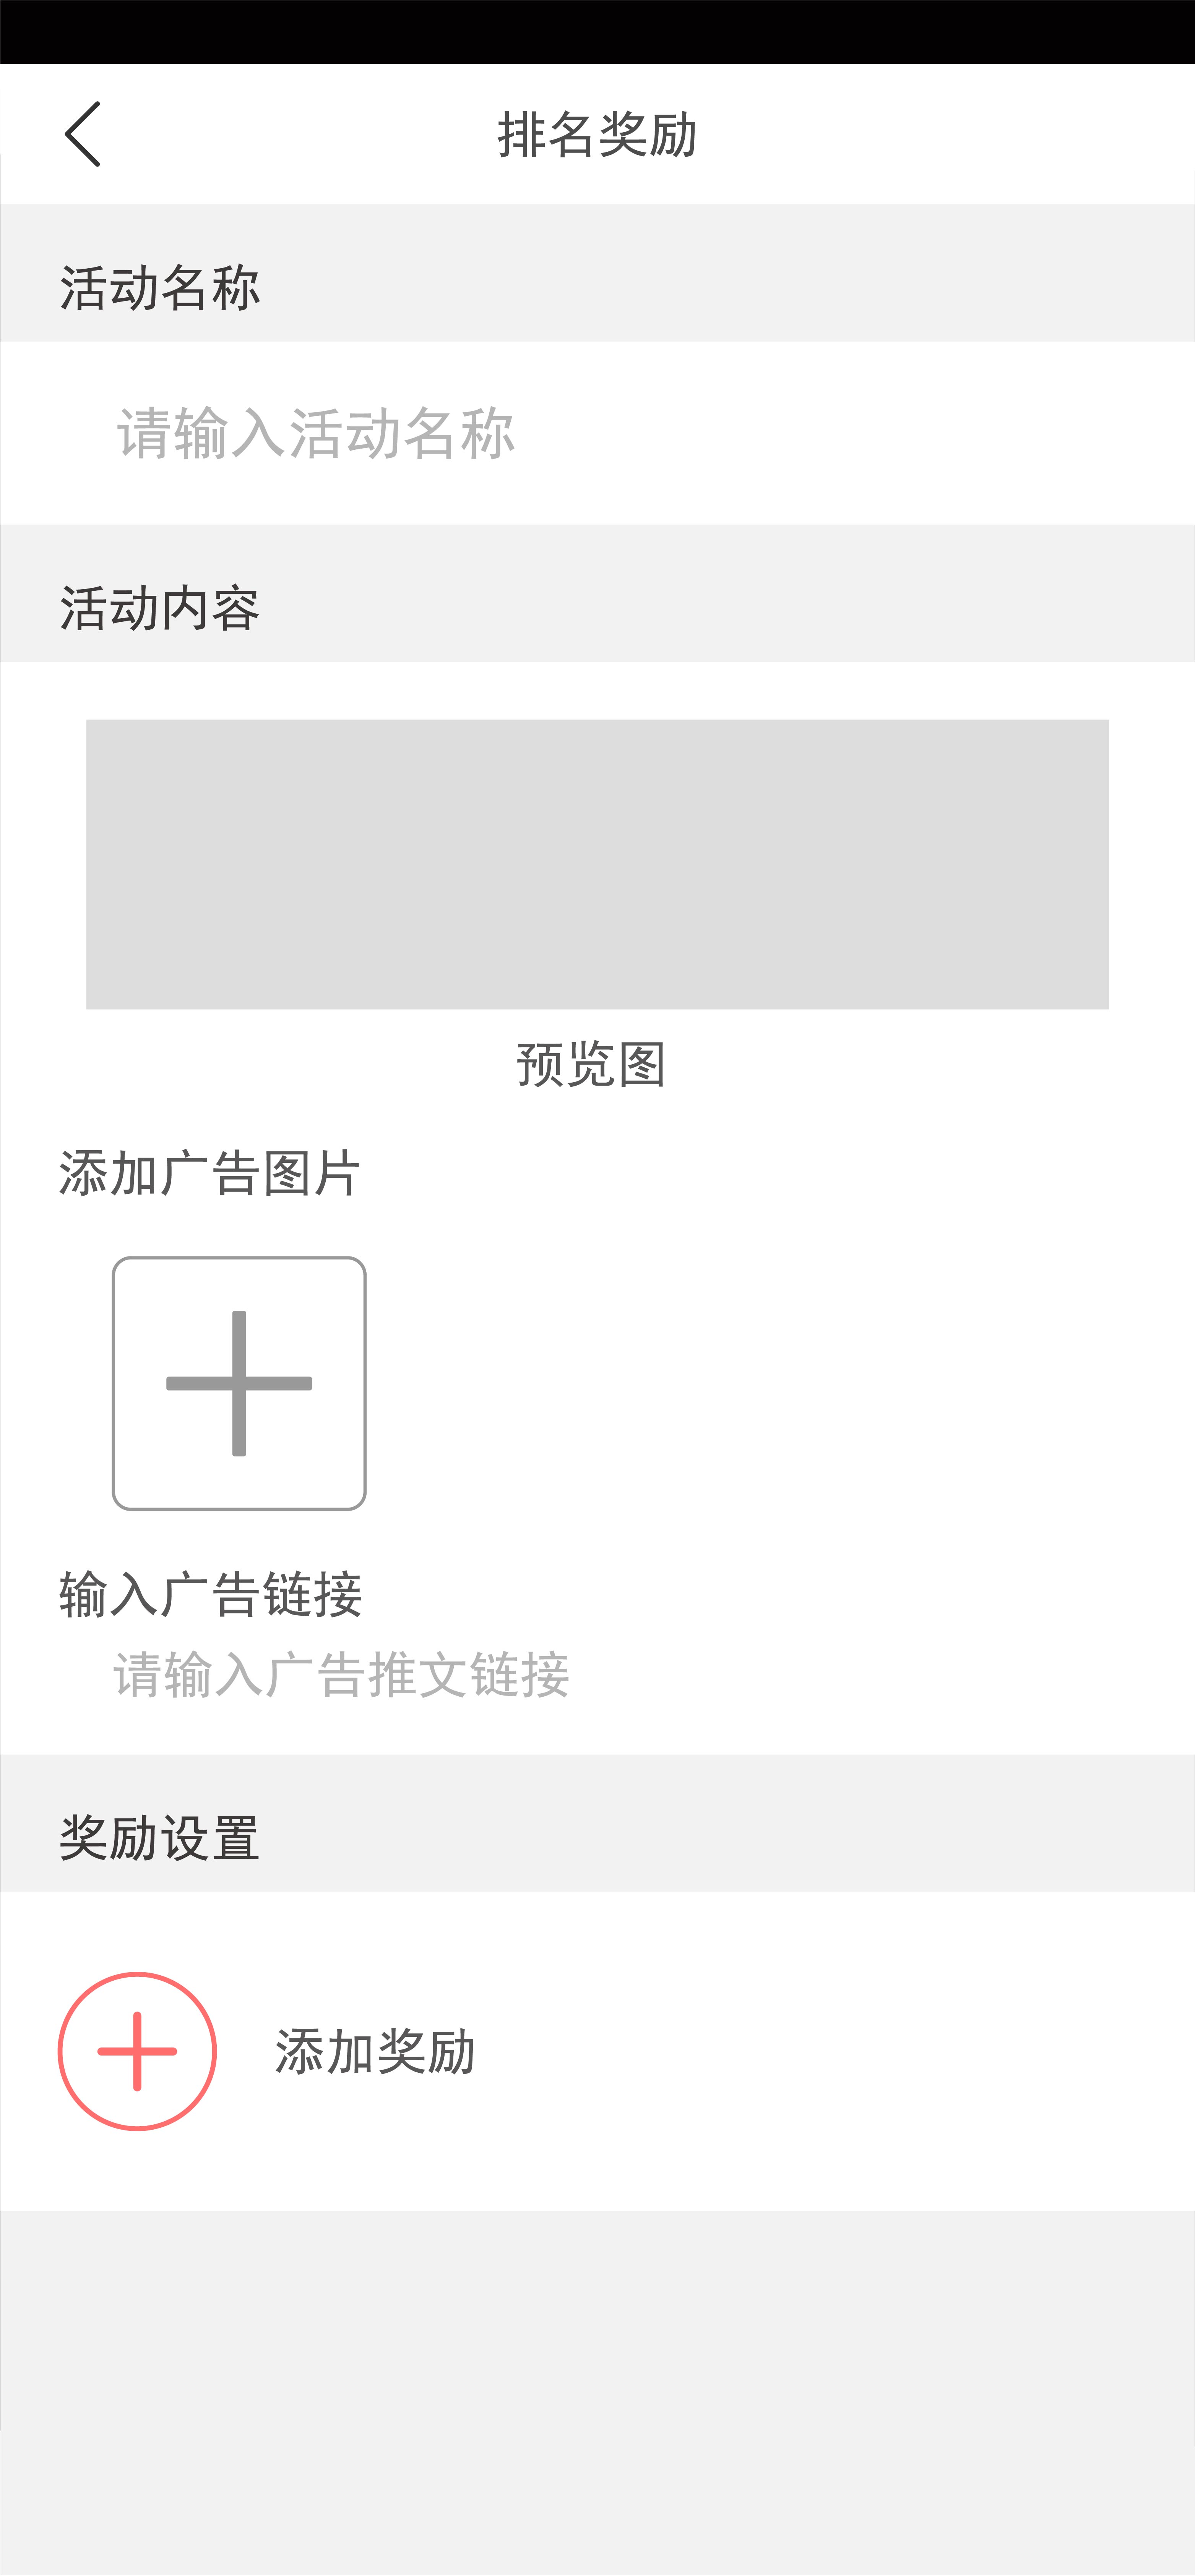 排名奖励
活动名称
请输入活动名称
活动内容
预览图
添加广告图片
输入广告链接
请输入广告推文链接
奖励设置
添加奖励